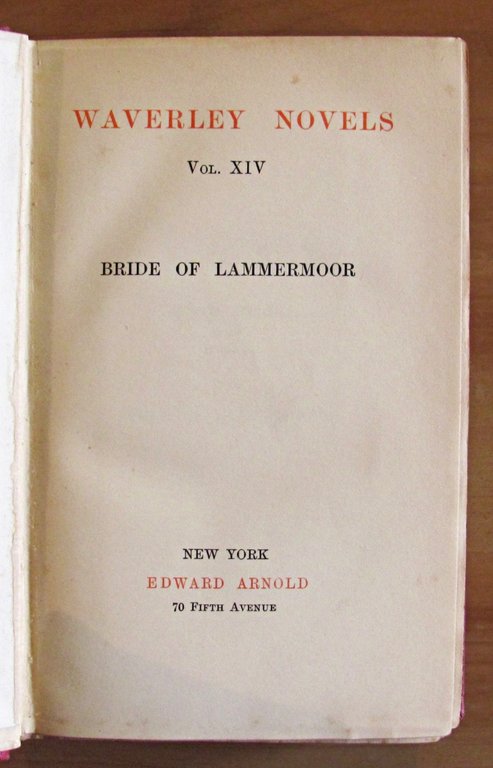 WAVERLEY NOVELS
Vol. XIV
BRIDE OF LAMMERMOOR
NEW YORK
EDWARD ARNOLD
70 Fifth Avenue